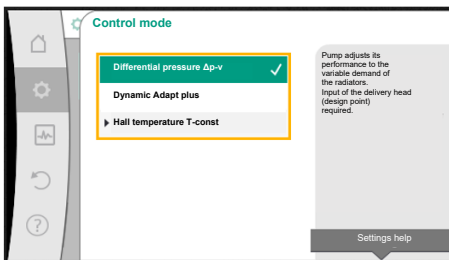 Control mode
Differential pressure Δp-v
Dynamic Adapt plus
Hall temperature T-const
Pump adjusts its
performance to the
variable demand of
the radiators.
Input of the delivery head
(design point)
required.
Settings help